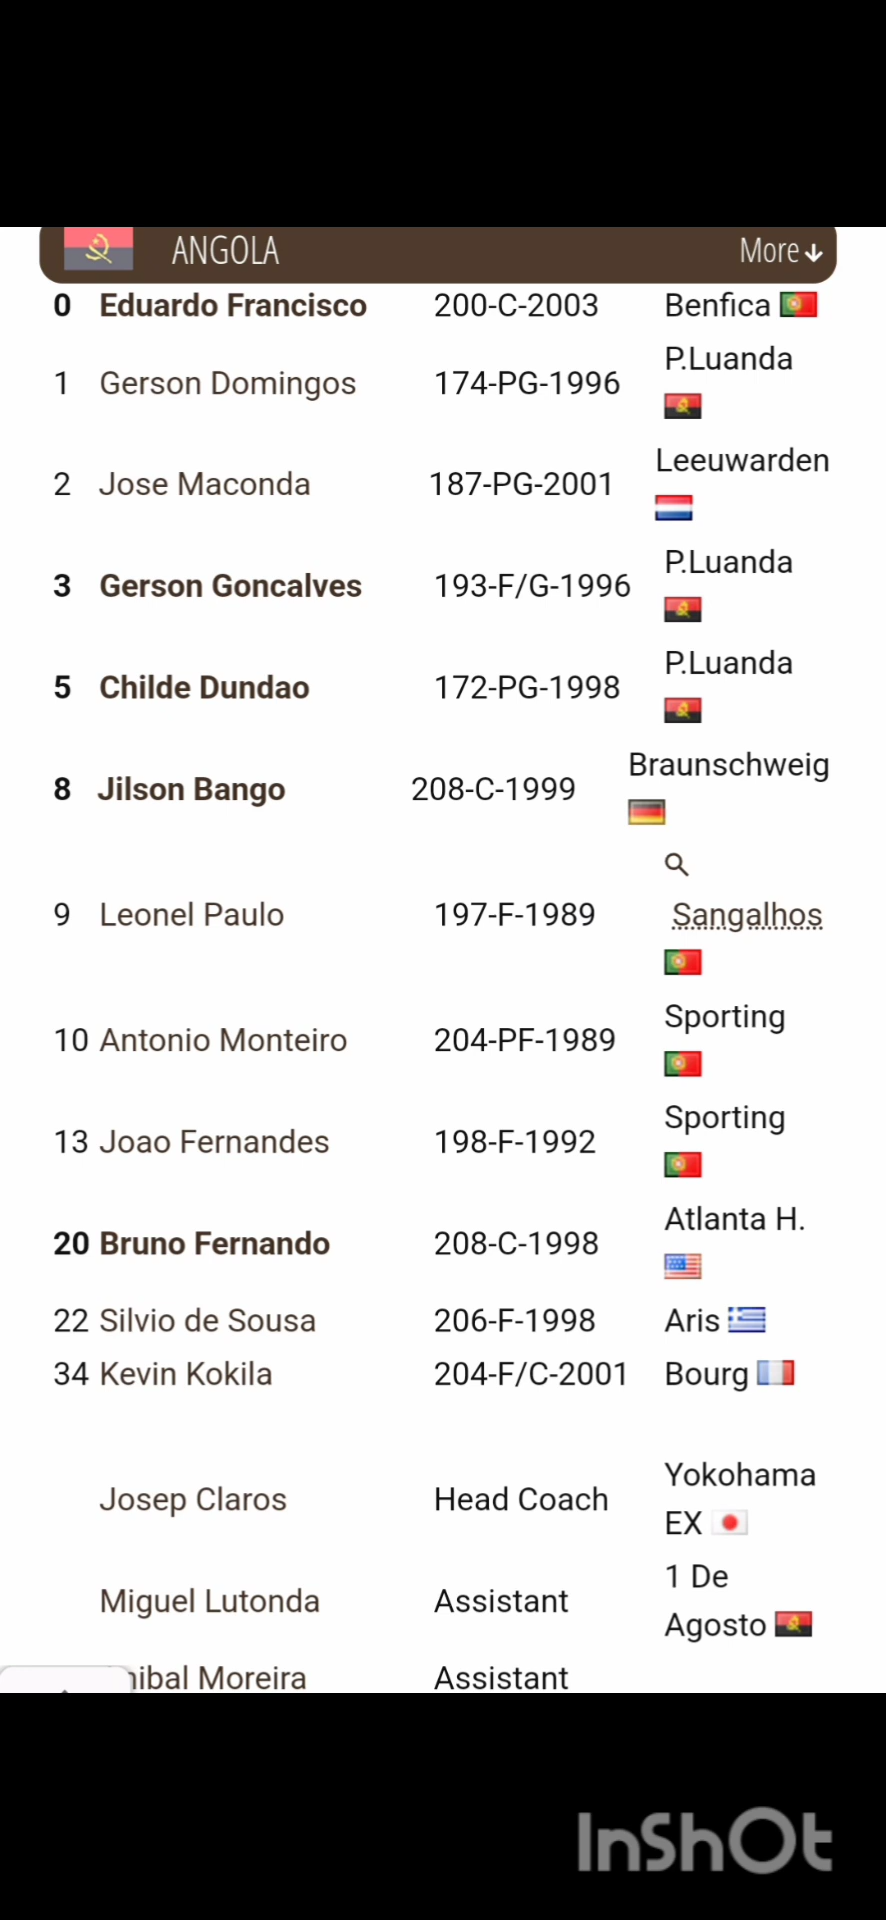 ANGOLA More
0 Eduardo Francisco 200-C-2003 Benfica
1 Gerson Domingos 174-PG-1996 P.Luanda
2 Jose Maconda 187-PG-2001 Leeuwarden
3 Gerson Goncalves 193-F/G-1996 P.Luanda
5 Childe Dundao 172-PG-1998 P.Luanda
8 Jilson Bango 208-C-1999 Braunschweig
9 Leonel Paulo 197-F-1989 Sangalhos
10 Antonio Monteiro 204-PF-1989 Sporting
13 Joao Fernandes 198-F-1992 Sporting
20 Bruno Fernando 208-C-1998 Atlanta H.
22 Silvio de Sousa 206-F-1998 Aris
34 Kevin Kokila 204-F/C-2001 Bourg
Josep Claros Head Coach Yokohama
EX
Miguel Lutonda Assistant 1 De
Agosto
Moreira Assistant
InShOt